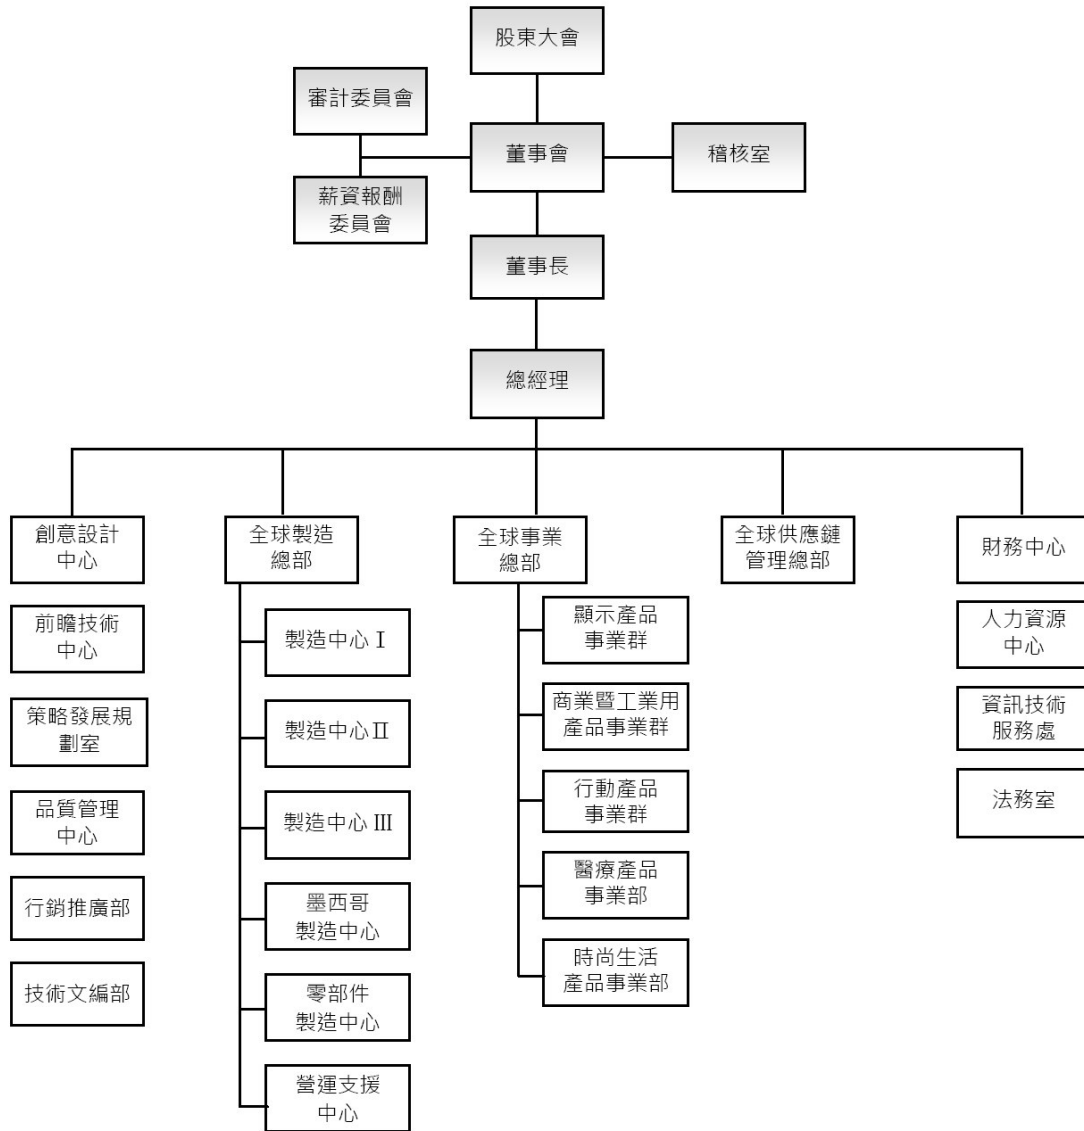 股東大會
審計委員會
董事會
稽核室
薪資報酬
委員會
董事長
總經理
創意設計
中心
前瞻技術
中心
策略發展規
劃室
品質管理
中心
行銷推廣部
技術文編部
全球製造
總部
製造中心 I
製造中心 II
製造中心 III
墨西哥
製造中心
零部件
製造中心
營運支援
中心
全球事業
總部
顯示產品
事業群
商業暨工業用
產品事業群
行動產品
事業群
醫療產品
事業部
時尚生活
產品事業部
全球供應鏈
管理總部
財務中心
人力資源
中心
資訊技術
服務處
法務室